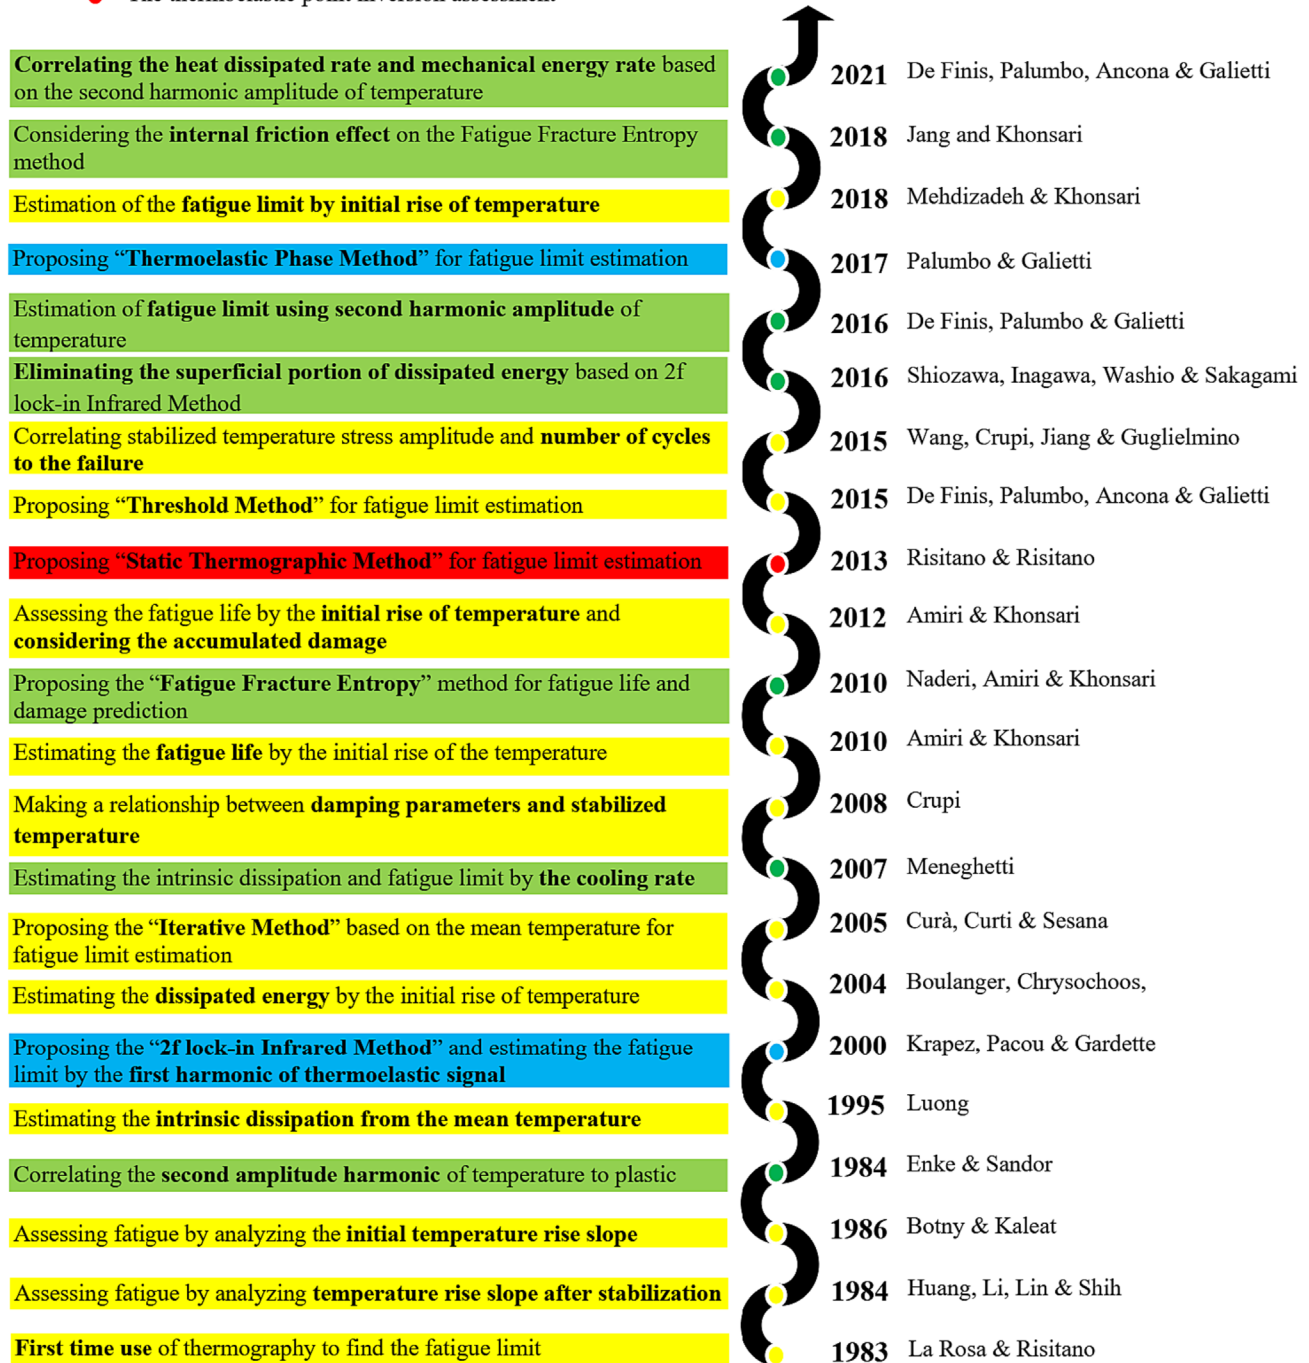 The thermoelastic point inversion assessment
Correlating the heat dissipated rate and mechanical energy rate based
on the second harmonic amplitude of temperature
2021 De Finis, Palumbo, Ancona & Galietti
Considering the internal friction effect on the Fatigue Fracture Entropy
method
2018 Jang and Khonsari
Estimation of the fatigue limit by initial rise of temperature
2018 Mehdizadeh & Khonsari
Proposing “Thermoelastic Phase Method” for fatigue limit estimation
2017 Palumbo & Galietti
Estimation of fatigue limit using second harmonic amplitude of
temperature
2016 De Finis, Palumbo & Galietti
Eliminating the superficial portion of dissipated energy based on 2f
lock-in Infrared Method
2016 Shiozawa, Inagawa, Washio & Sakagami
Correlating stabilized temperature stress amplitude and number of cycles
to the failure
2015 Wang, Crupi, Jiang & Guglielmino
Proposing “Threshold Method” for fatigue limit estimation
2015 De Finis, Palumbo, Ancona & Galietti
Proposing “Static Thermographic Method” for fatigue limit estimation
2013 Risitano & Risitano
Assessing the fatigue life by the initial rise of temperature and
considering the accumulated damage
2012 Amiri & Khonsari
Proposing the “Fatigue Fracture Entropy” method for fatigue life and
damage prediction
2010 Naderi, Amiri & Khonsari
Estimating the fatigue life by the initial rise of the temperature
2010 Amiri & Khonsari
Making a relationship between damping parameters and stabilized
temperature
2008 Crupi
Estimating the intrinsic dissipation and fatigue limit by the cooling rate
2007 Meneghetti
Proposing the “Iterative Method” based on the mean temperature for
fatigue limit estimation
2005 Curà, Curti & Sesana
Estimating the dissipated energy by the initial rise of temperature
2004 Boulanger, Chrysochoos,
Proposing the “2f lock-in Infrared Method” and estimating the fatigue
limit by the first harmonic of thermoelastic signal
2000 Krapez, Pacou & Gardette
Estimating the intrinsic dissipation from the mean temperature
1995 Luong
Correlating the second amplitude harmonic of temperature to plastic
1984 Enke & Sandor
Assessing fatigue by analyzing the initial temperature rise slope
1986 Botny & Kaleat
Assessing fatigue by analyzing temperature rise slope after stabilization
1984 Huang, Li, Lin & Shih
First time use of thermography to find the fatigue limit
1983 La Rosa & Risitano